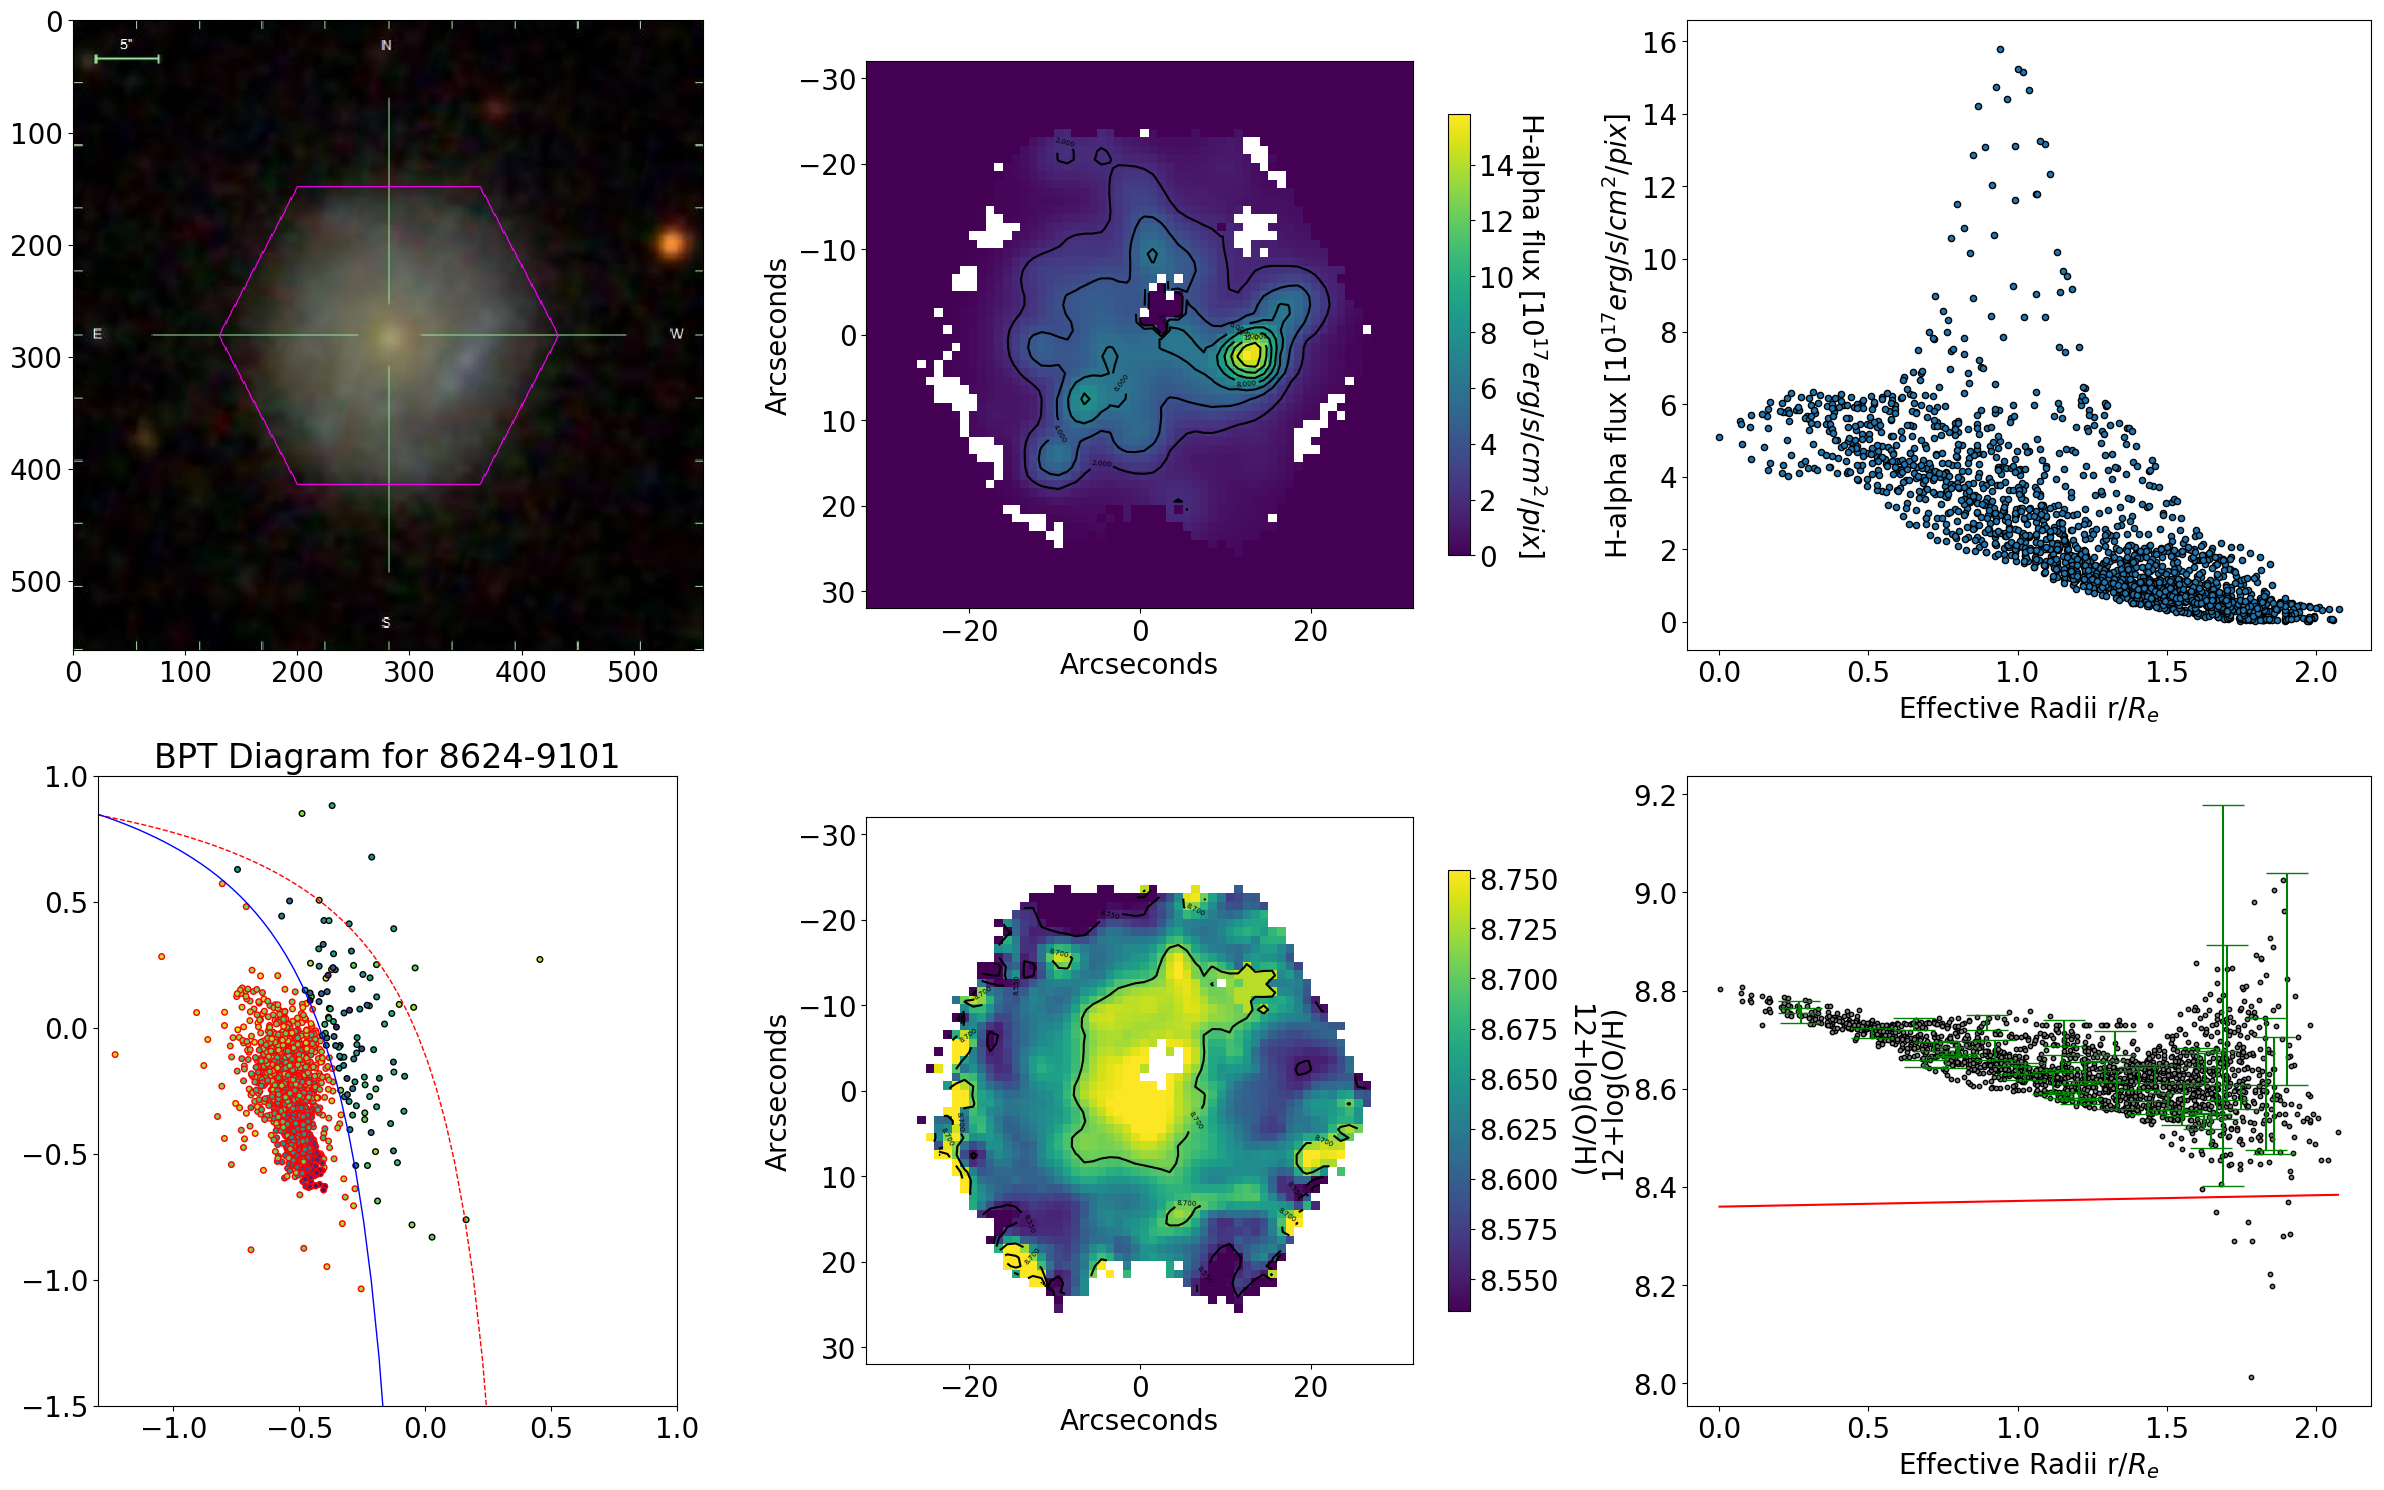 0
100
200
300
400
500
0 100 200 300 400 500
5"
N
E
W
S
−30
−20
−10
0
10
20
30
Arcseconds
−20 0 20
Arcseconds
14
12
10
8
6
4
2
0
H-alpha flux [10^17 erg/s/cm^2/pix]
H-alpha flux [10^17 erg/s/cm^2/pix]
16
14
12
10
8
6
4
2
0
0.0 0.5 1.0 1.5 2.0
Effective Radii r/R_e
BPT Diagram for 8624-9101
1.0
0.5
0.0
−0.5
−1.0
−1.5
−1.0 −0.5 0.0 0.5 1.0
−30
−20
−10
0
10
20
30
Arcseconds
−20 0 20
Arcseconds
8.750
8.725
8.700
8.675
8.650
8.625
8.600
8.575
8.550
12+log(O/H)
12+log(O/H)
9.2
9.0
8.8
8.6
8.4
8.2
8.0
0.0 0.5 1.0 1.5 2.0
Effective Radii r/R_e